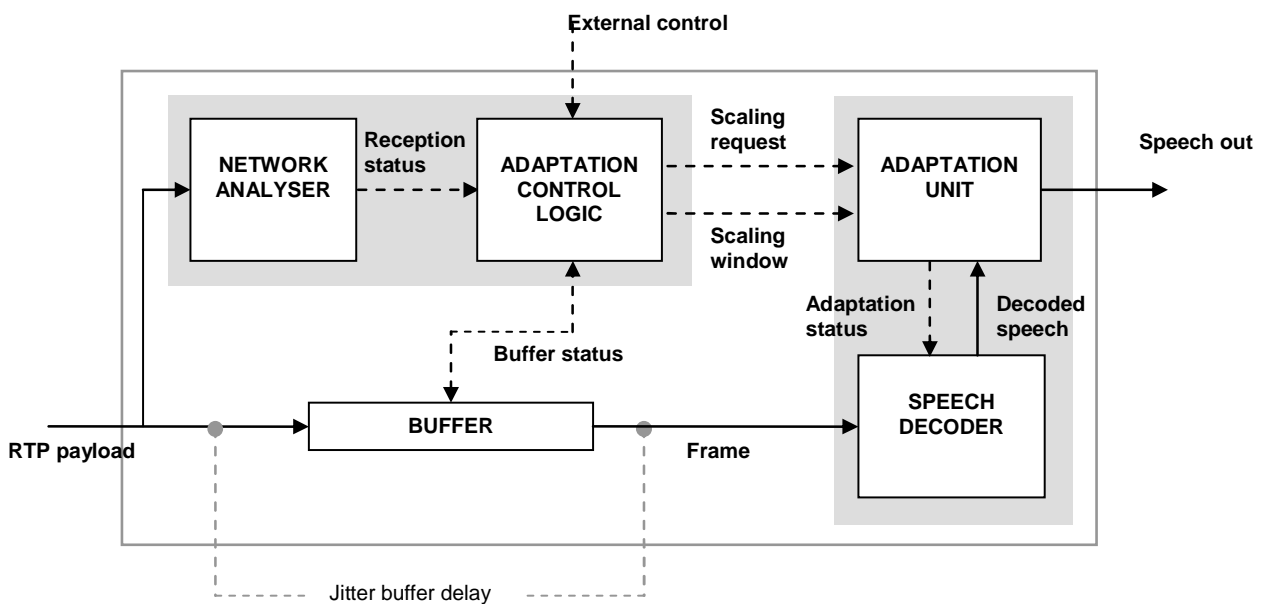 External control
Reception
status
NETWORK
ANALYSER
ADAPTATION
CONTROL
LOGIC
Scaling
request
Scaling
window
ADAPTATION
UNIT
Speech out
Adaptation
status
Decoded
speech
Buffer status
BUFFER
SPEECH
DECODER
RTP payload
Frame
Jitter buffer delay